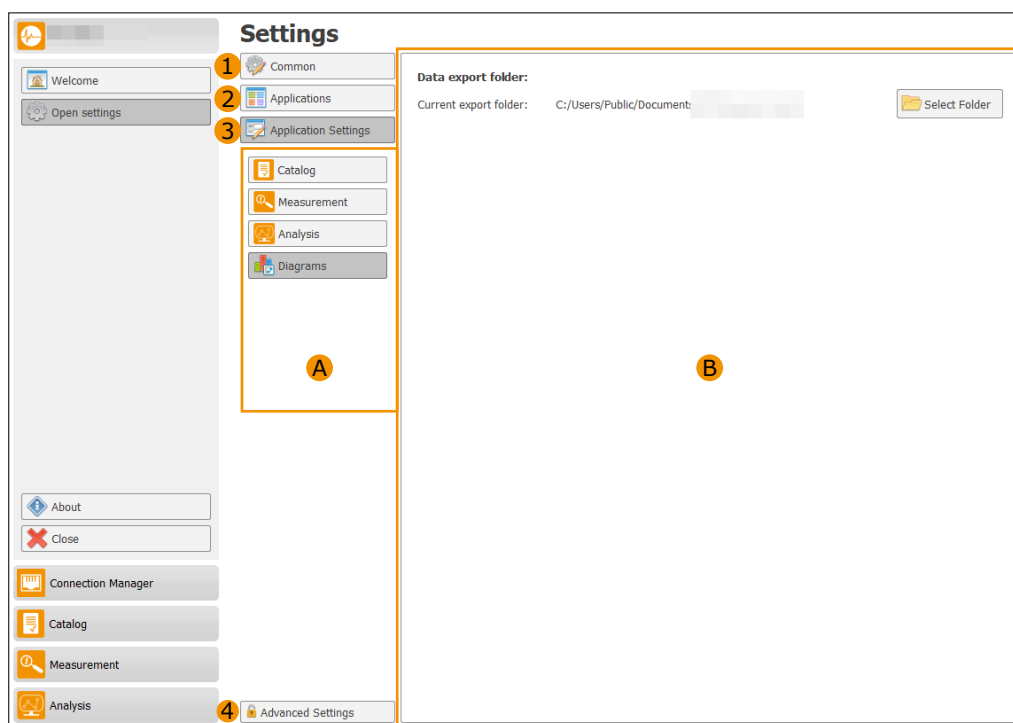 Settings
Welcome
Open settings
1 Common
2 Applications
3 Application Settings
Catalog
Measurement
Analysis
Diagrams
A
Data export folder:
Current export folder: C:/Users/Public/Documents
Select Folder
B
About
Close
Connection Manager
Catalog
Measurement
Analysis
4 Advanced Settings